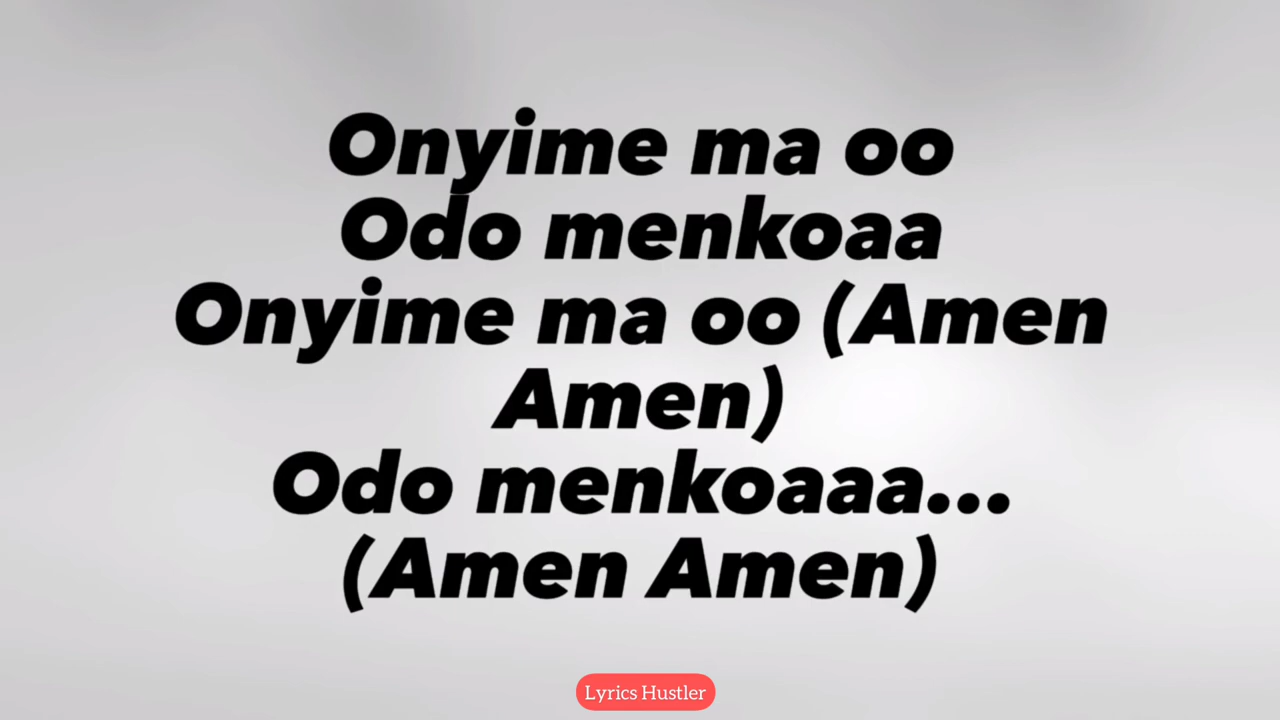 Onyime ma oo
Odo menkoaa
Onyime ma oo (Amen
Amen)
Odo menkoaaa...
(Amen Amen)
Lyrics Hustler